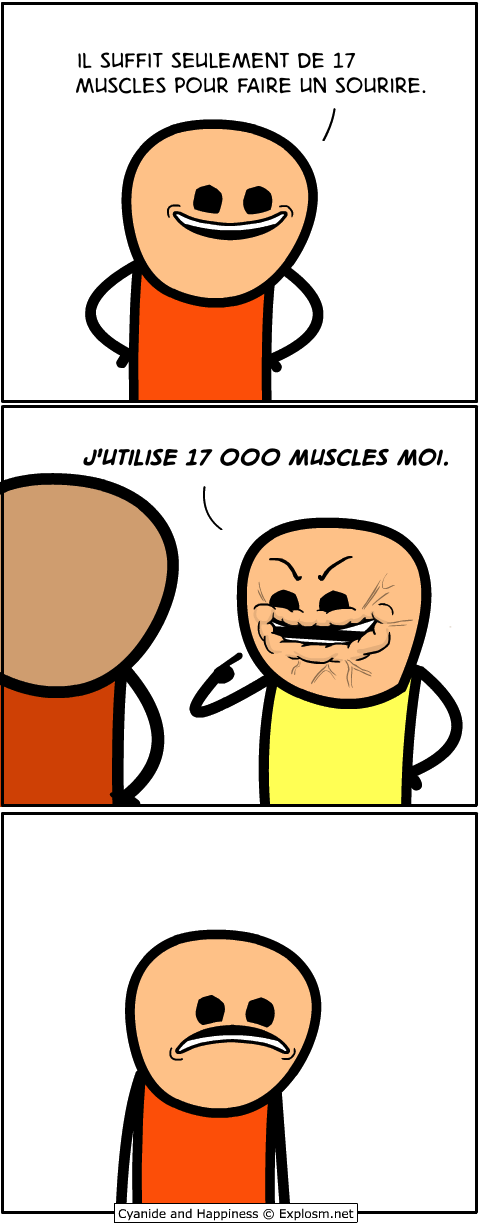 IL SUFFIT SEULEMENT DE 17
MUSCLES POUR FAIRE UN SOURIRE.
J'UTILISE 17 000 MUSCLES MOI.
Cyanide and Happiness © Explosm.net